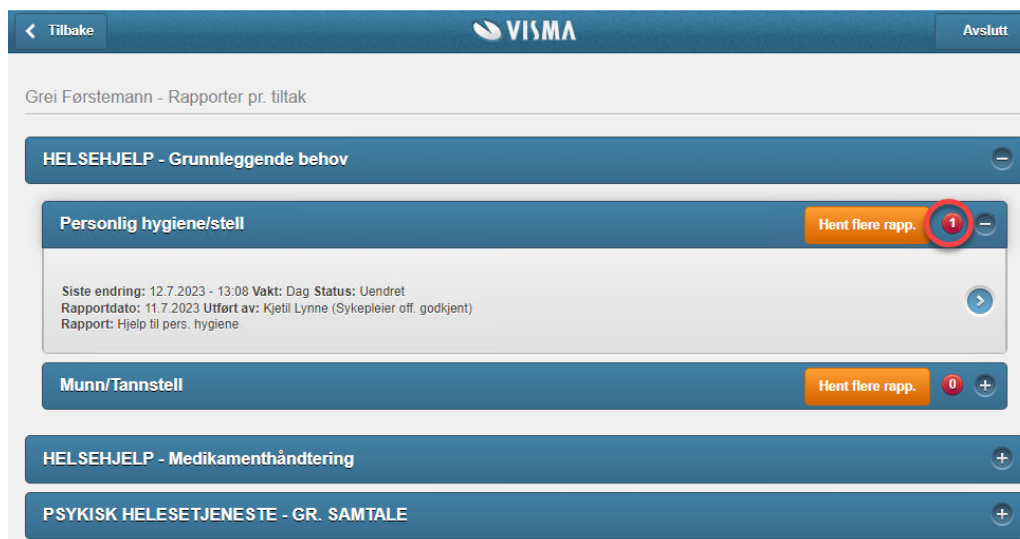 Tilbake
VISMA
Avslutt
Grei Førstemann - Rapporter pr. tiltak
HELSEHJELP - Grunnleggende behov
Personlig hygiene/stell
Hent flere rapp.
1
Siste endring: 12.7.2023 - 13:08 Vakt: Dag Status: Uendret
Rapportdato: 11.7.2023 Utført av: Kjetil Lynne (Sykepleier off. godkjent)
Rapport: Hjelp til pers. hygiene
Munn/Tannstell
Hent flere rapp.
0
HELSEHJELP - Medikamenthåndtering
PSYKISK HELESETJENESTE - GR. SAMTALE